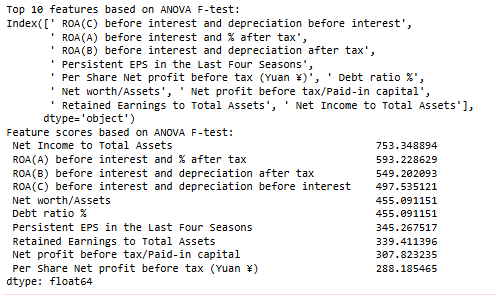 Top 10 features based on ANOVA F-test:
Index([' ROA(C) before interest and depreciation before interest',
' ROA(A) before interest and % after tax',
' ROA(B) before interest and depreciation after tax',
' Persistent EPS in the Last Four Seasons',
' Per Share Net profit before tax (Yuan ¥)', ' Debt ratio %',
' Net worth/Assets', ' Net profit before tax/Paid-in capital',
' Retained Earnings to Total Assets', ' Net Income to Total Assets'],
dtype='object')
Feature scores based on ANOVA F-test:
Net Income to Total Assets 753.348894
ROA(A) before interest and % after tax 593.228629
ROA(B) before interest and depreciation after tax 549.202093
ROA(C) before interest and depreciation before interest 497.535121
Net worth/Assets 455.091151
Debt ratio % 455.091151
Persistent EPS in the Last Four Seasons 345.267517
Retained Earnings to Total Assets 339.411396
Net profit before tax/Paid-in capital 307.823235
Per Share Net profit before tax (Yuan ¥) 288.185465
dtype: float64